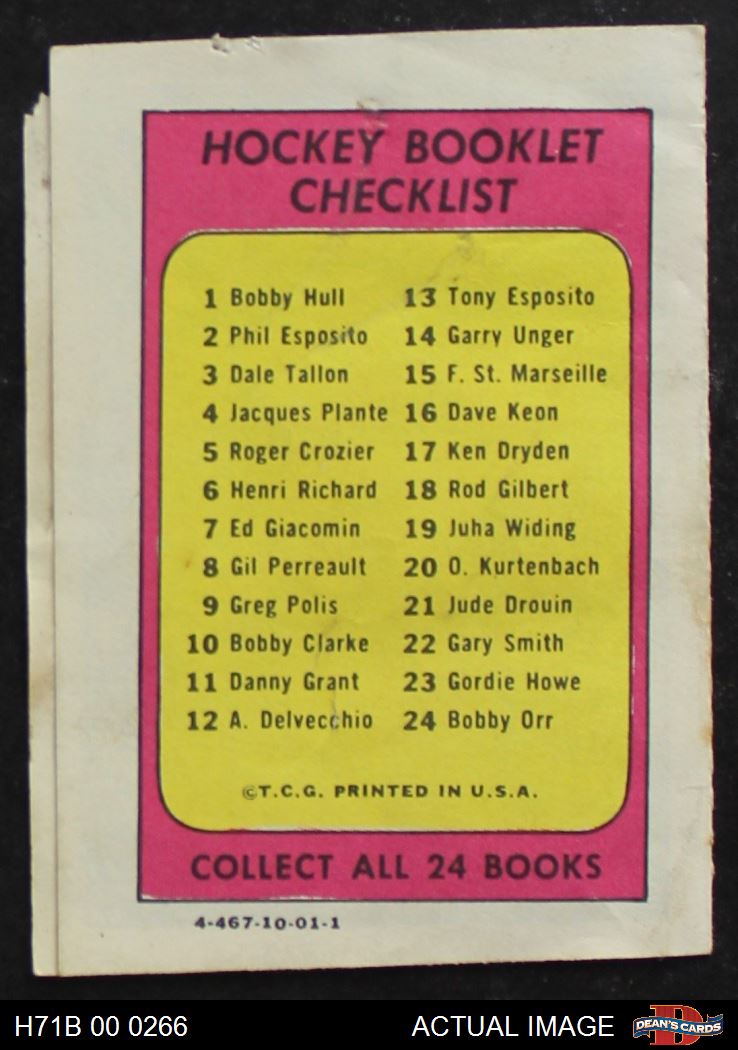 HOCKEY BOOKLET
CHECKLIST
1 Bobby Hull
2 Phil Esposito
3 Dale Tallon
4 Jacques Plante
5 Roger Crozier
6 Henri Richard
7 Ed Giacomin
8 Gil Perreault
9 Greg Polis
10 Bobby Clarke
11 Danny Grant
12 A. Delvecchio
13 Tony Esposito
14 Garry Unger
15 F. St. Marseille
16 Dave Keon
17 Ken Dryden
18 Rod Gilbert
19 Juha Widing
20 O. Kurtenbach
21 Jude Drouin
22 Gary Smith
23 Gordie Howe
24 Bobby Orr
©T.C.G. PRINTED IN U.S.A.
COLLECT ALL 24 BOOKS
4-467-10-01-1
H71B 00 0266
ACTUAL IMAGE
D
DEAN'S CARDS